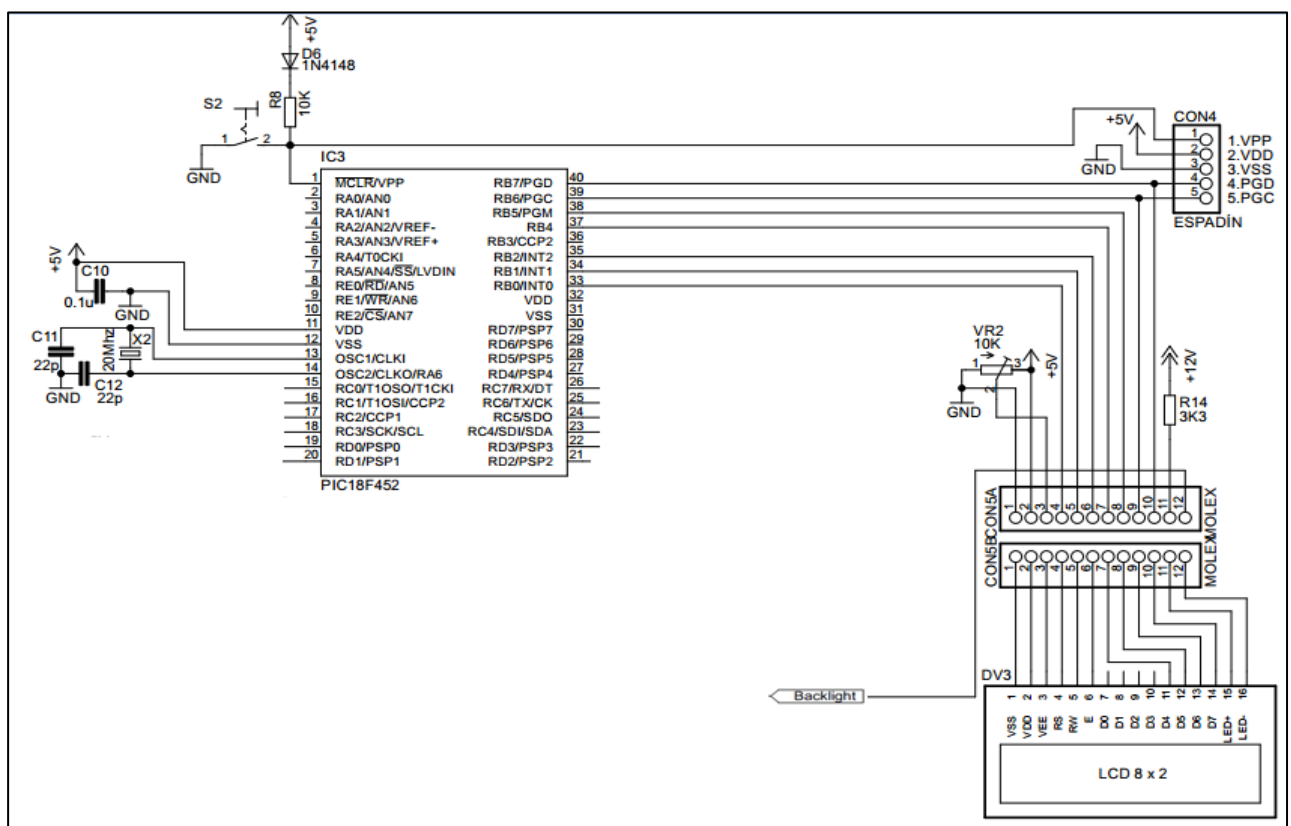 +5V
D6
1N4148
R8
10K
S2
1
2
GND
CON4
+5V
GND
1
2
3
4
5
1.VPP
2.VDD
3.VSS
4.PGD
5.PGC
ESPADÍN
IC3
1 MCLR/VPP RB7/PGD 40
2 RA0/AN0 RB6/PGC 39
3 RA1/AN1 RB5/PGM 38
4 RA2/AN2/VREF- RB4 37
5 RA3/AN3/VREF+ RB3/CCP2 36
6 RA4/T0CKI RB2/INT2 35
7 RA5/AN4/SS/LVDIN RB1/INT1 34
8 RE0/RD/AN5 RB0/INT0 33
9 RE1/WR/AN6 VDD 32
10 RE2/CS/AN7 VSS 31
11 VDD RD7/PSP7 30
12 VSS RD6/PSP6 29
13 OSC1/CLKI RD5/PSP5 28
14 OSC2/CLKO/RA6 RD4/PSP4 27
15 RC0/T1OSO/T1CKI RC7/RX/DT 26
16 RC1/T1OSI/CCP2 RC6/TX/CK 25
17 RC2/CCP1 RC5/SDO 24
18 RC3/SCK/SCL RC4/SDI/SDA 23
19 RD0/PSP0 RD3/PSP3 22
20 RD1/PSP1 RD2/PSP2 21
PIC18F452
+5V
C10
0.1u
GND
C11
22p
20Mhz
X2
C12
22p
GND
VR2
10K
1
2
3
+5V
GND
+12V
R14
3K3
CON5A
1 2 3 4 5 6 7 8 9 10 11 12
MOLEX
CON5B
1 2 3 4 5 6 7 8 9 10 11 12
MOLEX
Backlight
DV3
1 2 3 4 5 6 7 8 9 10 11 12 13 14 15 16
VSS VDD VEE RS RW E D0 D1 D2 D3 D4 D5 D6 D7 LED+ LED-
LCD 8 x 2